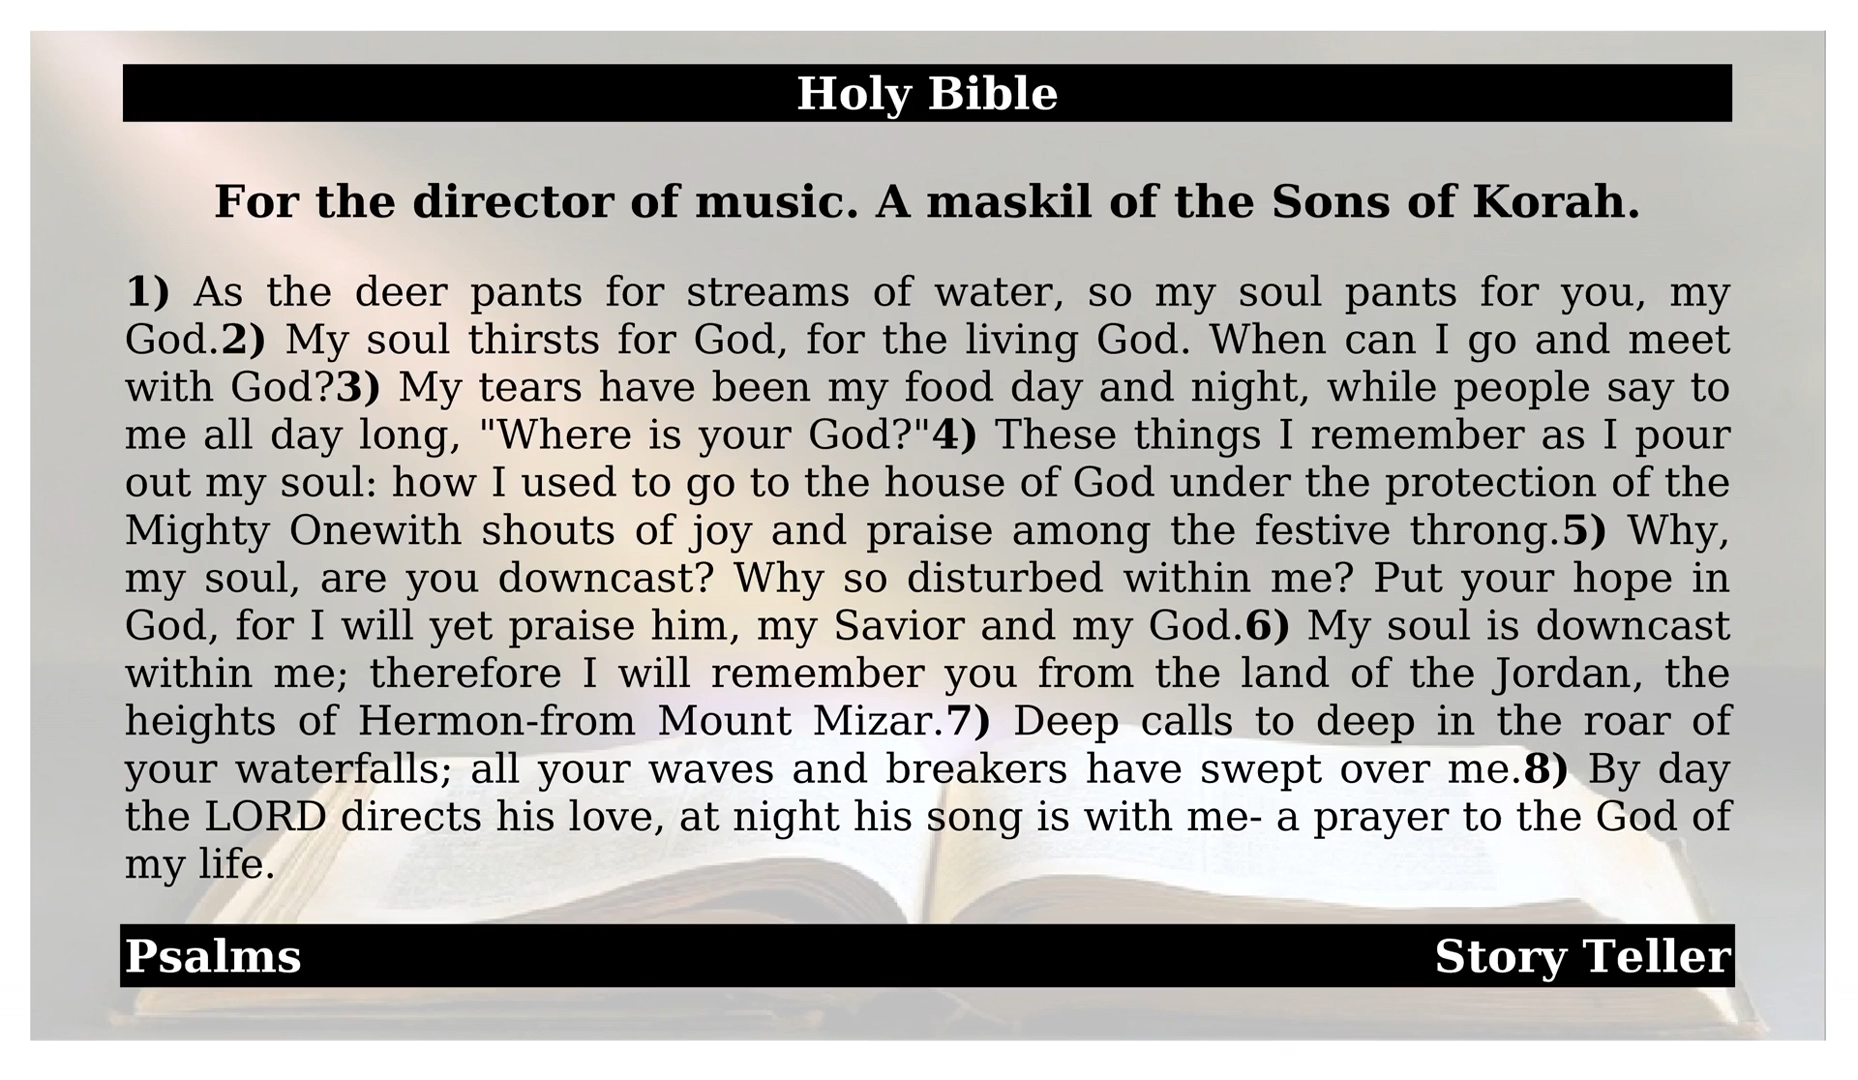 Holy Bible
For the director of music. A maskil of the Sons of Korah.
1) As the deer pants for streams of water, so my soul pants for you, my
God.2) My soul thirsts for God, for the living God. When can I go and meet
with God?3) My tears have been my food day and night, while people say to
me all day long, "Where is your God?"4) These things I remember as I pour
out my soul: how I used to go to the house of God under the protection of the
Mighty Onewith shouts of joy and praise among the festive throng.5) Why,
my soul, are you downcast? Why so disturbed within me? Put your hope in
God, for I will yet praise him, my Savior and my God.6) My soul is downcast
within me; therefore I will remember you from the land of the Jordan, the
heights of Hermon-from Mount Mizar.7) Deep calls to deep in the roar of
your waterfalls; all your waves and breakers have swept over me.8) By day
the LORD directs his love, at night his song is with me- a prayer to the God of
my life.
Psalms Story Teller